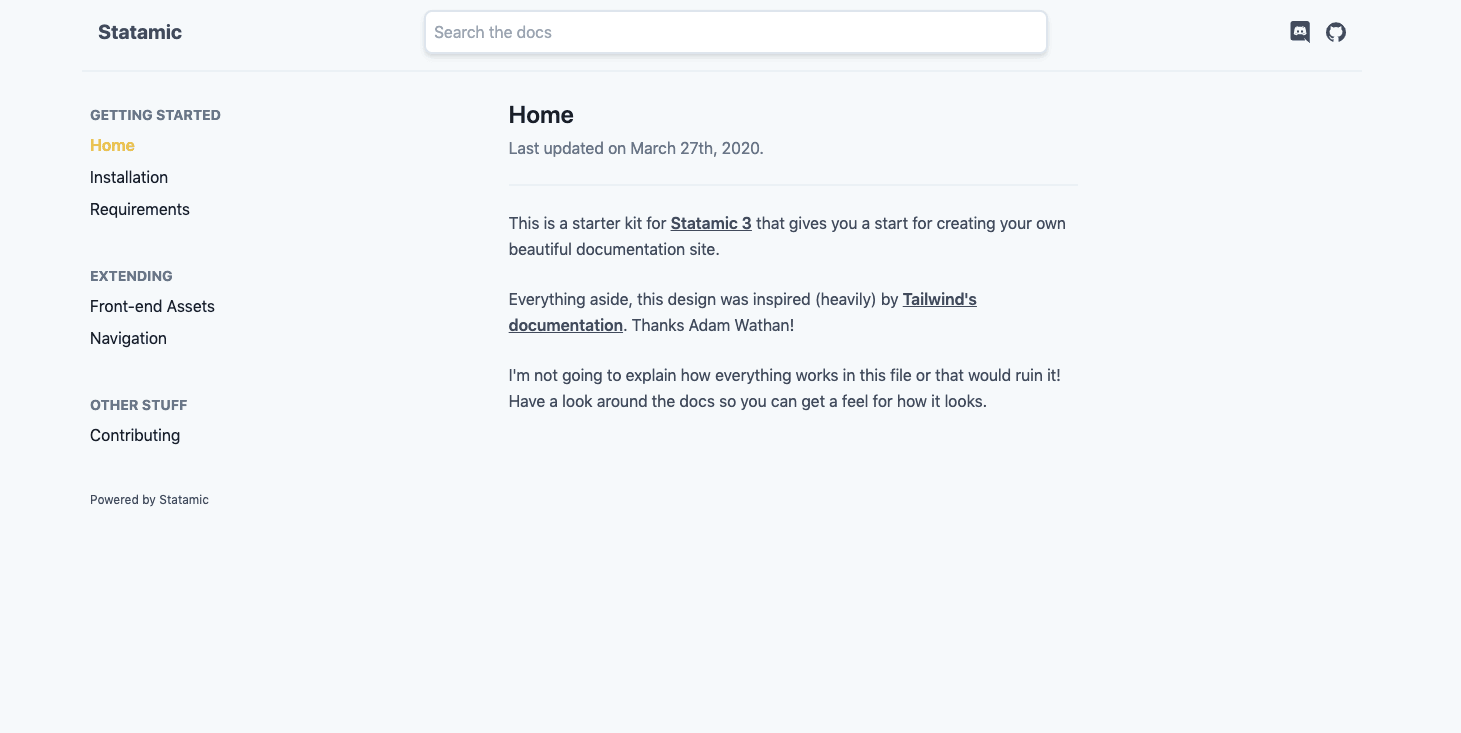 Statamic
Search the docs
GETTING STARTED
Home
Installation
Requirements
EXTENDING
Front-end Assets
Navigation
OTHER STUFF
Contributing
Powered by Statamic
Home
Last updated on March 27th, 2020.
This is a starter kit for Statamic 3 that gives you a start for creating your own
beautiful documentation site.
Everything aside, this design was inspired (heavily) by Tailwind's
documentation. Thanks Adam Wathan!
I'm not going to explain how everything works in this file or that would ruin it!
Have a look around the docs so you can get a feel for how it looks.